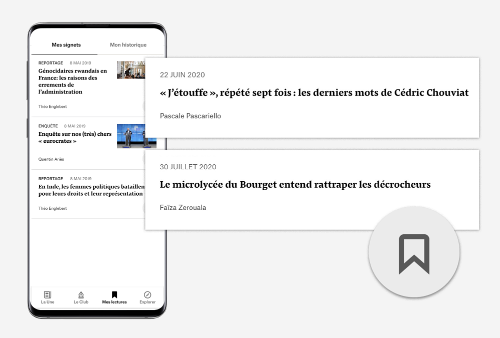 Mes signets
Mon historique
REPORTAGE 8 MAI 2019
Génocidaires rwandais en
France: les raisons des
errements de
l'administration
Théo Englebert
ENQUÊTE 8 MAI 2019
Enquête sur nos (très) chers
« eurocrates »
Quentin Ariès
REPORTAGE 8 MAI 2019
En Inde, les femmes politiques bataillen
pour leurs droits et leur représentation
Théo Englebert
La Une
Le Club
Mes lectures
Explorer
22 JUIN 2020
« J'étouffe », répété sept fois : les derniers mots de Cédric Chouviat
Pascale Pascariello
30 JUILLET 2020
Le microlycée du Bourget entend rattraper les décrocheurs
Faïza Zerouala